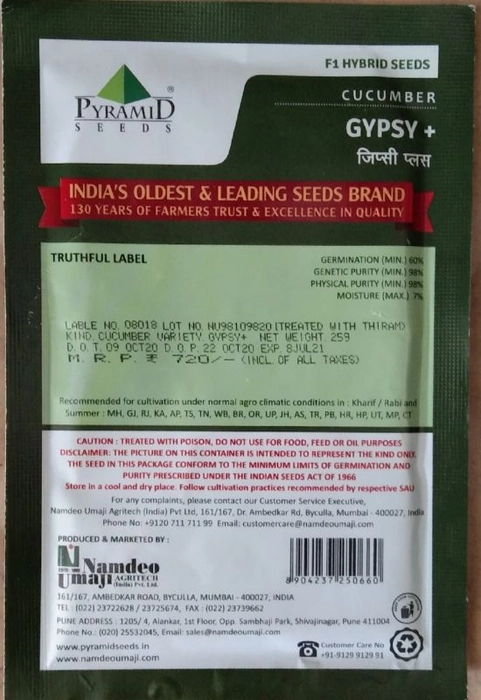 F1 HYBRID SEEDS
PYRAMID ®
SEEDS
CUCUMBER
GYPSY +
जिप्सी प्लस
INDIA'S OLDEST & LEADING SEEDS BRAND
130 YEARS OF FARMERS TRUST & EXCELLENCE IN QUALITY
TRUTHFUL LABEL
GERMINATION (MIN.) 60%
GENETIC PURITY (MIN.) 98%
PHYSICAL PURITY (MIN.) 98%
MOISTURE (MAX.) 7%
LABLE NO. 08018 LOT NO. NU98109820 (TREATED WITH THIRAM)
KIND. CUCUMBER VARIETY. GYPSY+ NET WEIGHT. 25G
D. O. T. 09 OCT20 D. O. P. 22 OCT20 EXP. 8JUL21
M. R. P. ₹ 720/- (INCL. OF ALL TAXES)
Recommended for cultivation under normal agro climatic conditions in : Kharif / Rabi and
Summer : MH, GJ, RJ, KA, AP, TS, TN, WB, BR, OR, UP, JH, AS, TR, PB, HR, HP, UT, MP, CT
CAUTION : TREATED WITH POISON, DO NOT USE FOR FOOD, FEED OR OIL PURPOSES
DISCLAIMER: THE PICTURE ON THIS CONTAINER IS INTENDED TO REPRESENT THE KIND ONLY.
THE SEED IN THIS PACKAGE CONFORM TO THE MINIMUM LIMITS OF GERMINATION AND
PURITY PRESCRIBED UNDER THE INDIAN SEEDS ACT OF 1966
Store in a cool and dry place. Follow cultivation practices recommended by respective SAU
For any complaints, please contact our Customer Service Executive,
Namdeo Umaji Agritech (India) Pvt Ltd, 161/167, Dr. Ambedkar Rd, Byculla, Mumbai - 400027, India
Phone No: +9120 711 711 99 Email: customercare@namdeoumaji.com
PRODUCED & MARKETED BY :
Namdeo
Umaji AGRITECH
(India) Pvt. Ltd.
8904237250660
161/167, AMBEDKAR ROAD, BYCULLA, MUMBAI - 400027, INDIA
TEL : (022) 23722628 / 23725674, FAX : (022) 23739662
PUNE ADDRESS : 1205/ 4, Alankar, 1st Floor, Opp. Sambhaji Park, Shivajinagar, Pune 411004
Phone No.: (020) 25532045, Email: sales@namdeoumaji.com
www.pyramidseeds.in
www.namdeoumaji.com
Customer Care No
+91-9129 9129 91